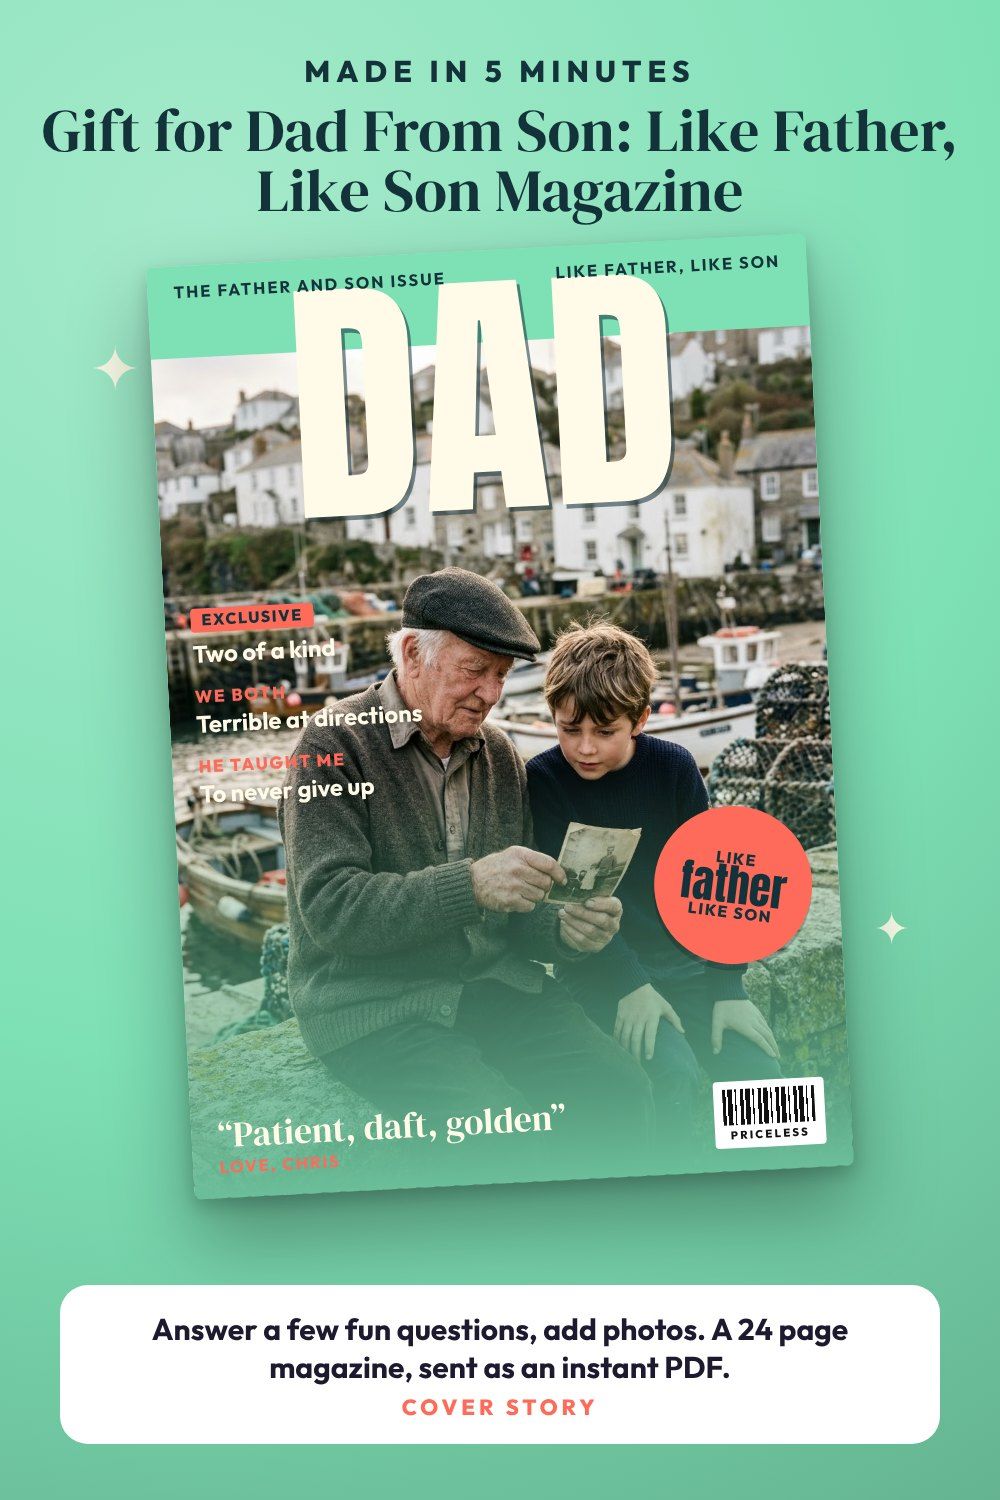 MADE IN 5 MINUTES
Gift for Dad From Son: Like Father,
Like Son Magazine
THE FATHER AND SON ISSUE
LIKE FATHER, LIKE SON
DAD
EXCLUSIVE
Two of a kind
WE BOTH
Terrible at directions
HE TAUGHT ME
To never give up
LIKE
father
LIKE SON
“Patient, daft, golden”
LOVE, CHRIS
PRICELESS
Answer a few fun questions, add photos. A 24 page
magazine, sent as an instant PDF.
COVER STORY